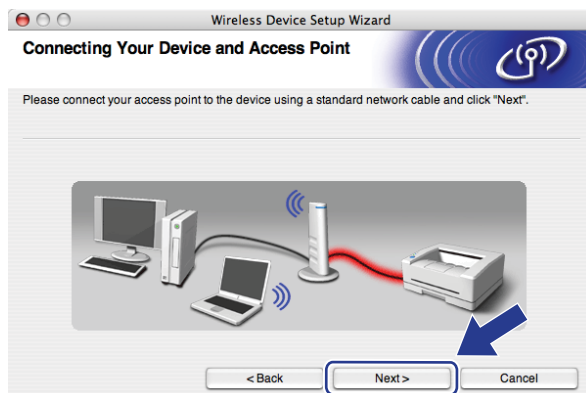 Wireless Device Setup Wizard
Connecting Your Device and Access Point
Please connect your access point to the device using a standard network cable and click "Next".
< Back Next > Cancel